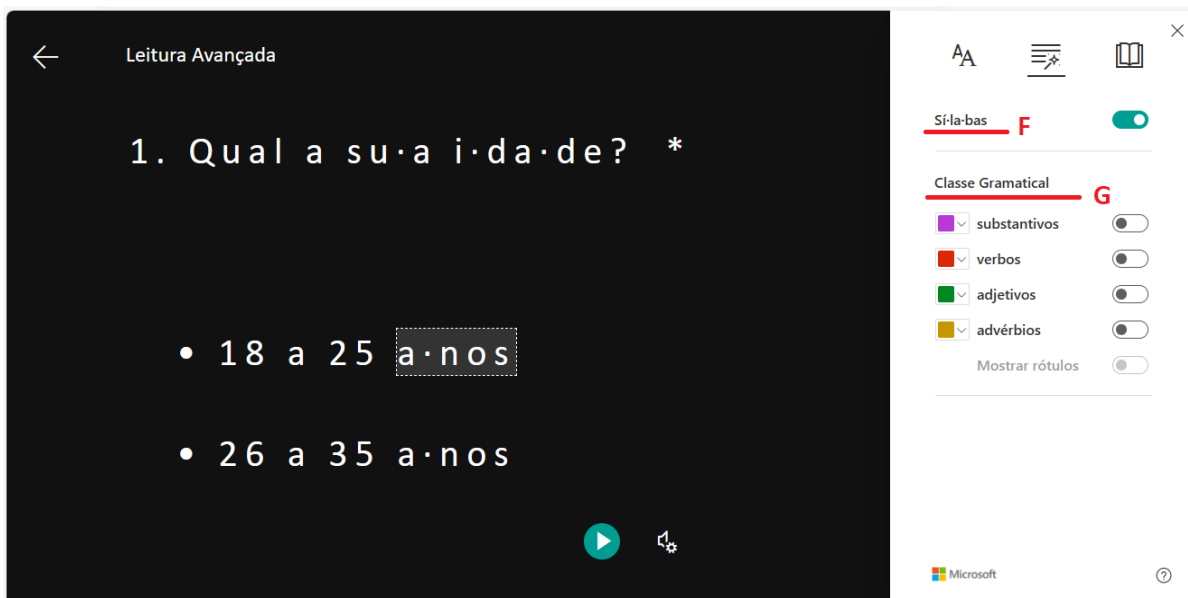 Leitura Avançada
1. Qual a su·a i·da·de? *
• 18 a 25 a·nos
• 26 a 35 a·nos
AA
Sí·la·bas F
Classe Gramatical G
substantivos
verbos
adjetivos
advérbios
Mostrar rótulos
Microsoft
?